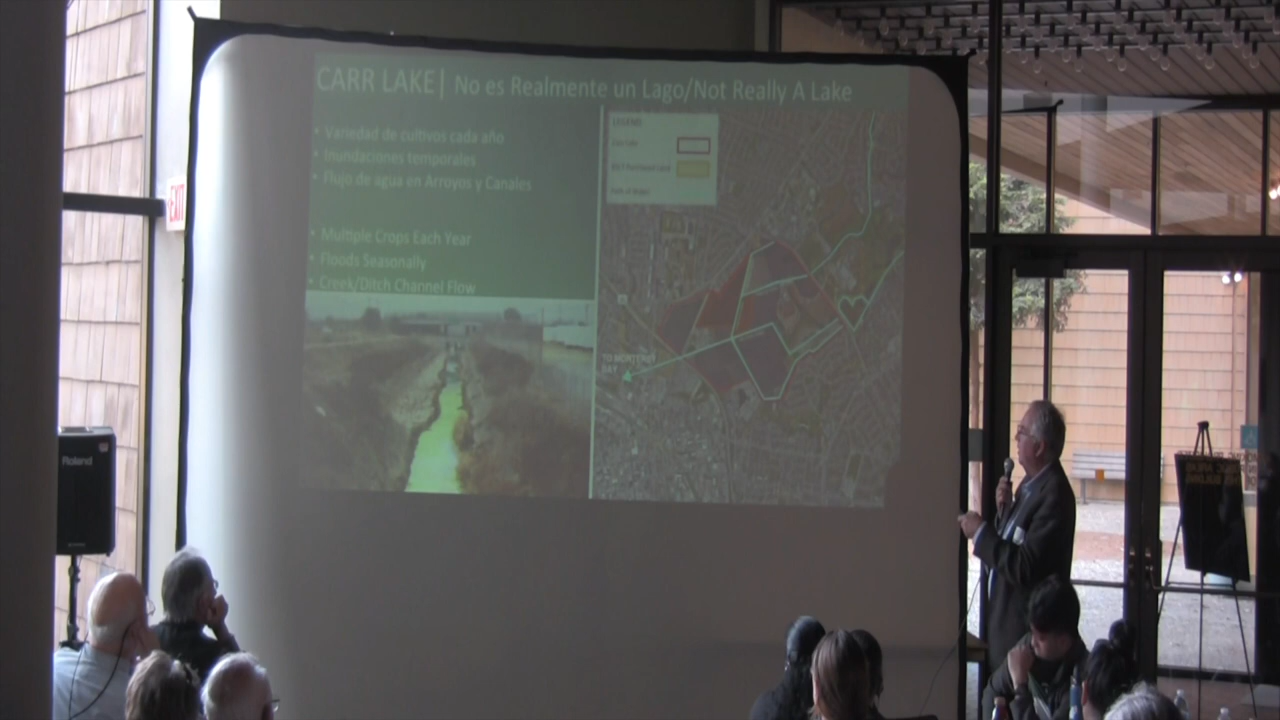 CARR LAKE| No es Realmente un Lago/Not Really A Lake
• Variedad de cultivos cada año
• Inundaciones temporales
• Flujo de agua en Arroyos y Canales
• Multiple Crops Each Year
• Floods Seasonally
• Creek/Ditch Channel Flow
LEGEND
TO MONTEREY
BAY
EXIT
Roland